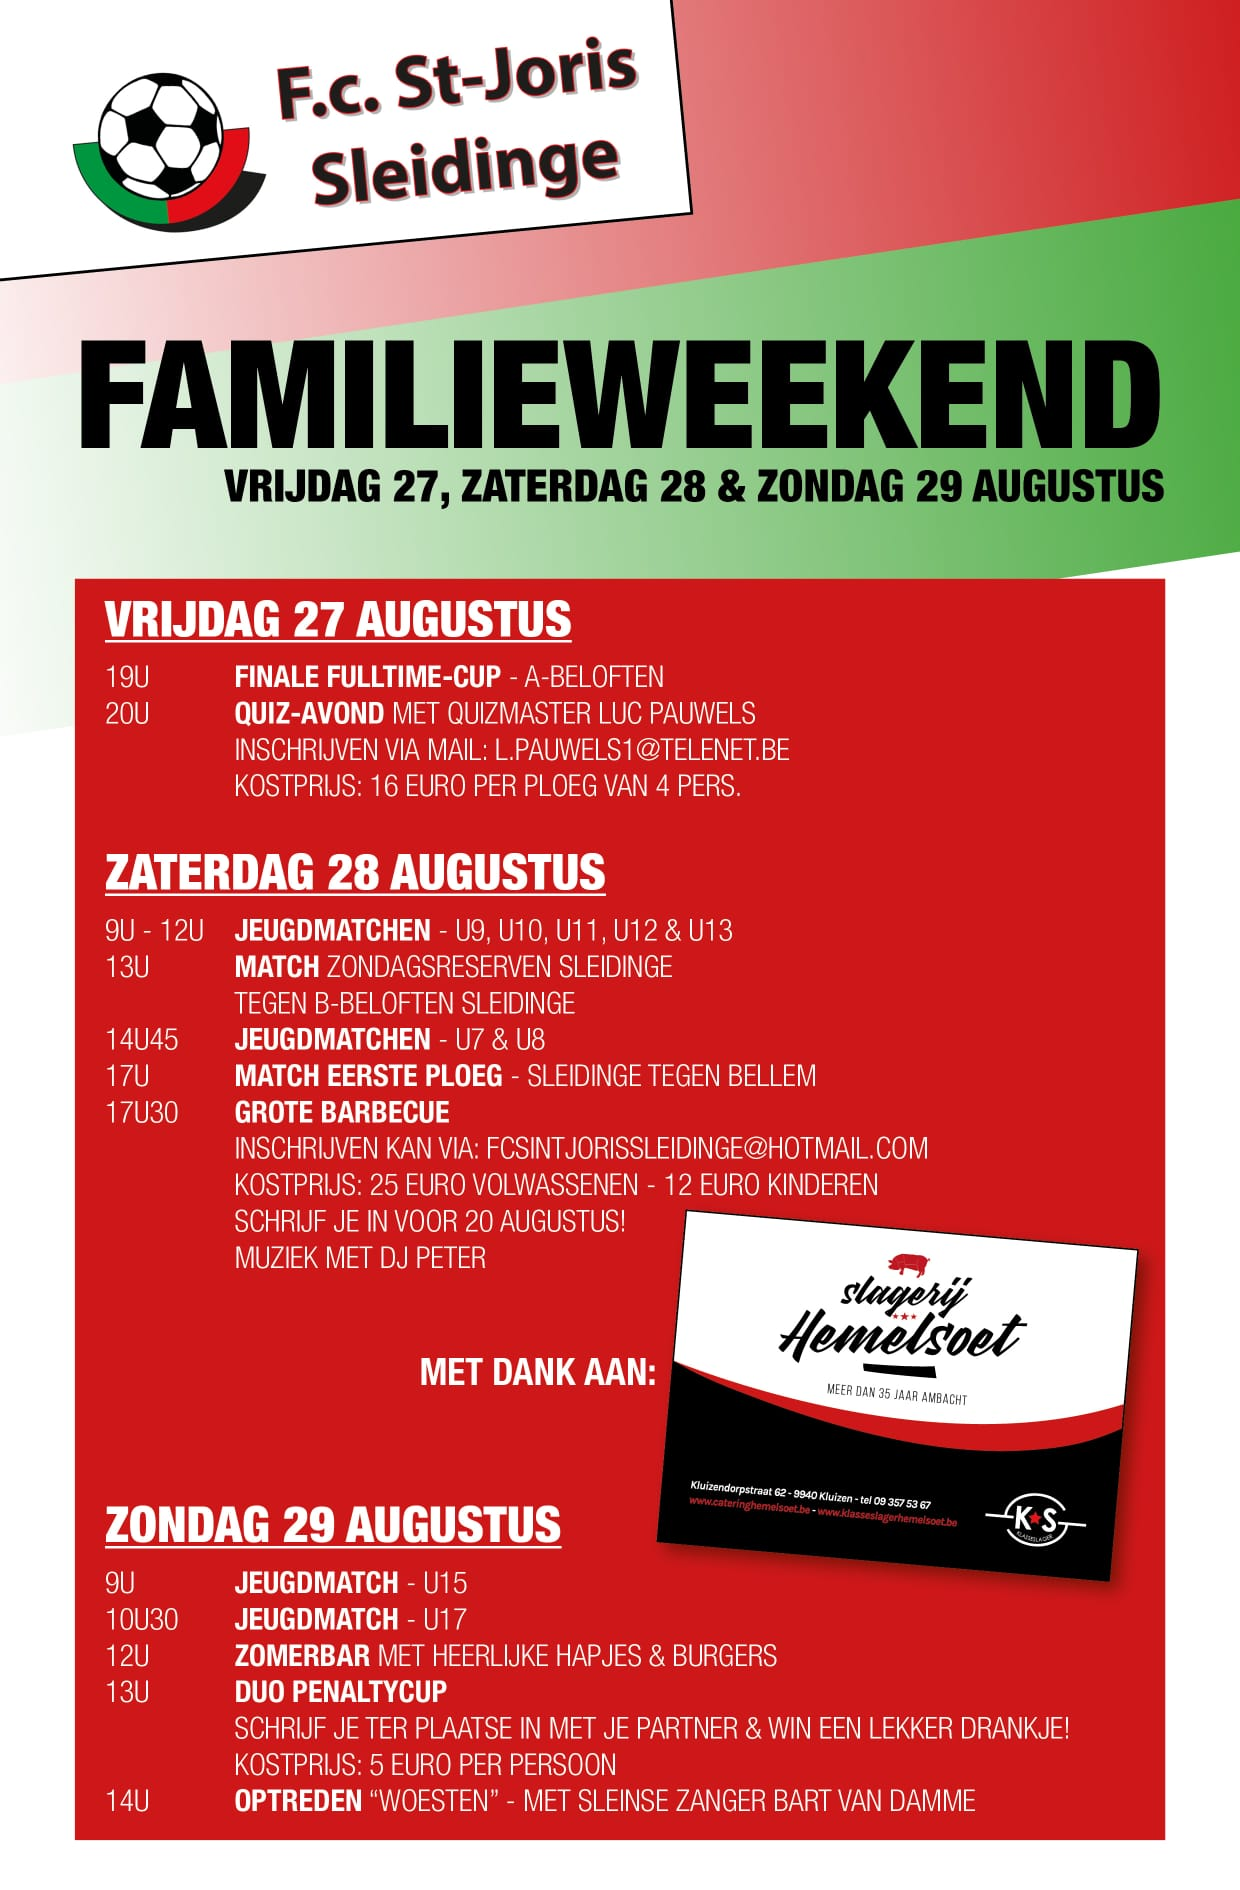 F.c. St-Joris
Sleidinge
FAMILIEWEEKEND
VRIJDAG 27, ZATERDAG 28 & ZONDAG 29 AUGUSTUS
VRIJDAG 27 AUGUSTUS
19U FINALE FULLTIME-CUP - A-BELOFTEN
20U QUIZ-AVOND MET QUIZMASTER LUC PAUWELS
INSCHRIJVEN VIA MAIL: L.PAUWELS1@TELENET.BE
KOSTPRIJS: 16 EURO PER PLOEG VAN 4 PERS.
ZATERDAG 28 AUGUSTUS
9U - 12U JEUGDMATCHEN - U9, U10, U11, U12 & U13
13U MATCH ZONDAGSRESERVEN SLEIDINGE
TEGEN B-BELOFTEN SLEIDINGE
14U45 JEUGDMATCHEN - U7 & U8
17U MATCH EERSTE PLOEG - SLEIDINGE TEGEN BELLEM
17U30 GROTE BARBECUE
INSCHRIJVEN KAN VIA: FCSINTJORISSLEIDINGE@HOTMAIL.COM
KOSTPRIJS: 25 EURO VOLWASSENEN - 12 EURO KINDEREN
SCHRIJF JE IN VOOR 20 AUGUSTUS!
MUZIEK MET DJ PETER
MET DANK AAN:
slagerij
Hemelsoet
MEER DAN 35 JAAR AMBACHT
Kluizendorpstraat 62 - 9940 Kluizen - tel 09 357 53 67
www.cateringhemelsoet.be - www.klasseslagerhemelsoet.be
K S
KLASSESLAGER
ZONDAG 29 AUGUSTUS
9U JEUGDMATCH - U15
10U30 JEUGDMATCH - U17
12U ZOMERBAR MET HEERLIJKE HAPJES & BURGERS
13U DUO PENALTYCUP
SCHRIJF JE TER PLAATSE IN MET JE PARTNER & WIN EEN LEKKER DRANKJE!
KOSTPRIJS: 5 EURO PER PERSOON
14U OPTREDEN “WOESTEN” - MET SLEINSE ZANGER BART VAN DAMME